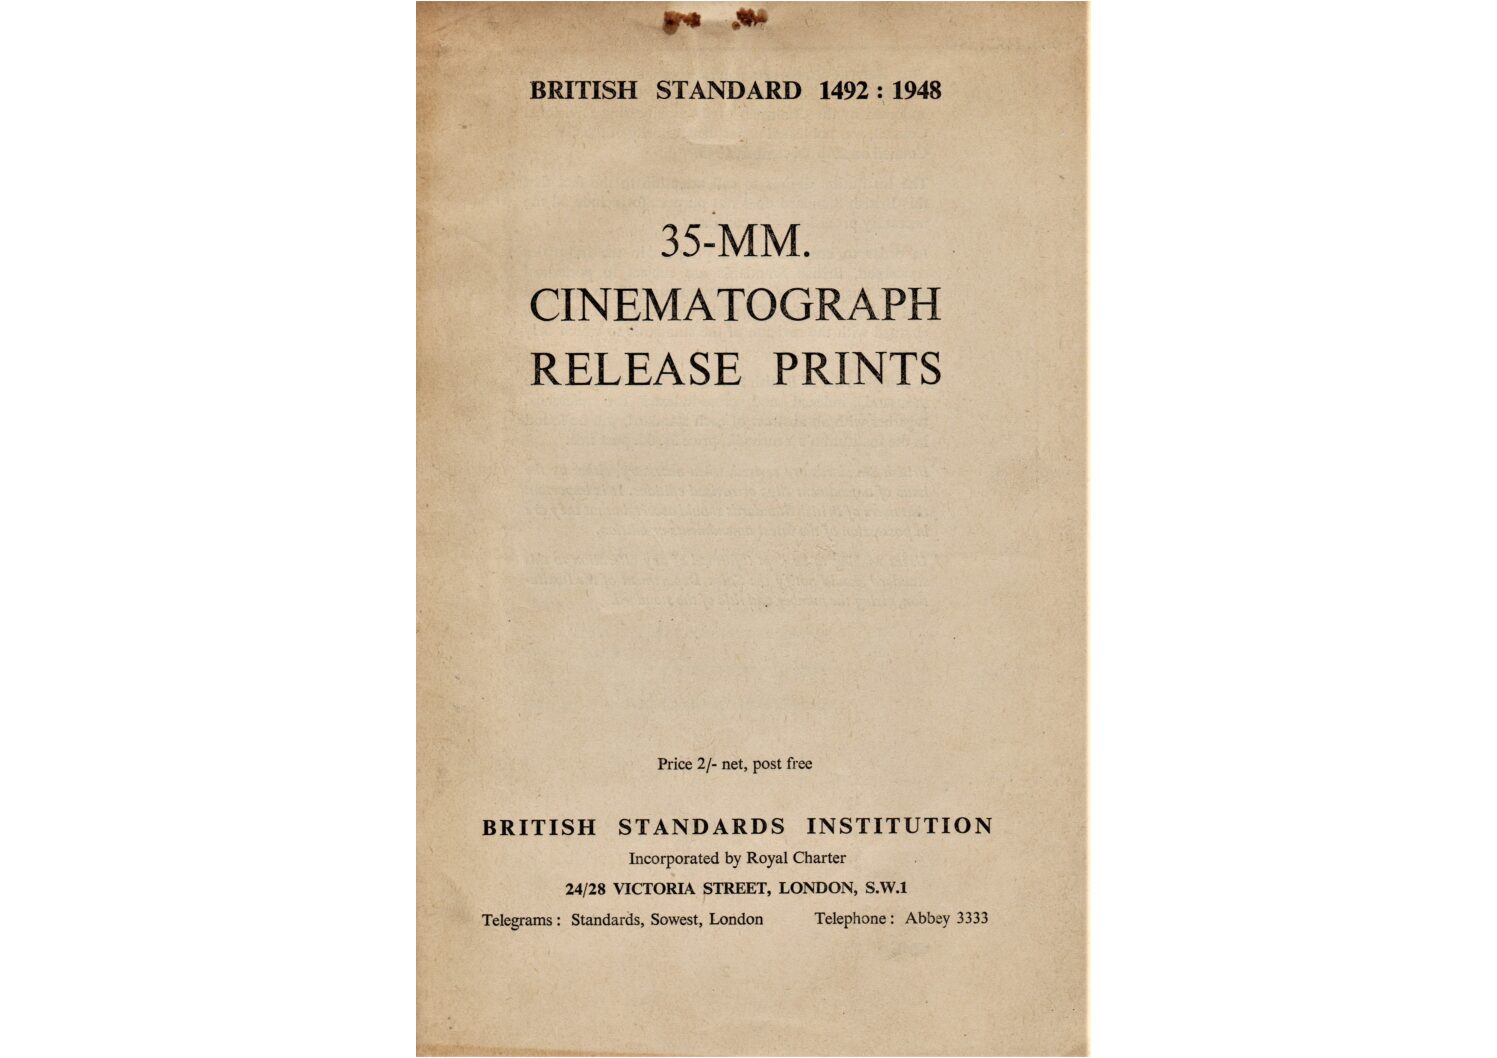 BRITISH STANDARD 1492 : 1948
35-MM.
CINEMATOGRAPH
RELEASE PRINTS
Price 2/- net, post free
BRITISH STANDARDS INSTITUTION
Incorporated by Royal Charter
24/28 VICTORIA STREET, LONDON, S.W.1
Telegrams : Standards, Sowest, London Telephone : Abbey 3333